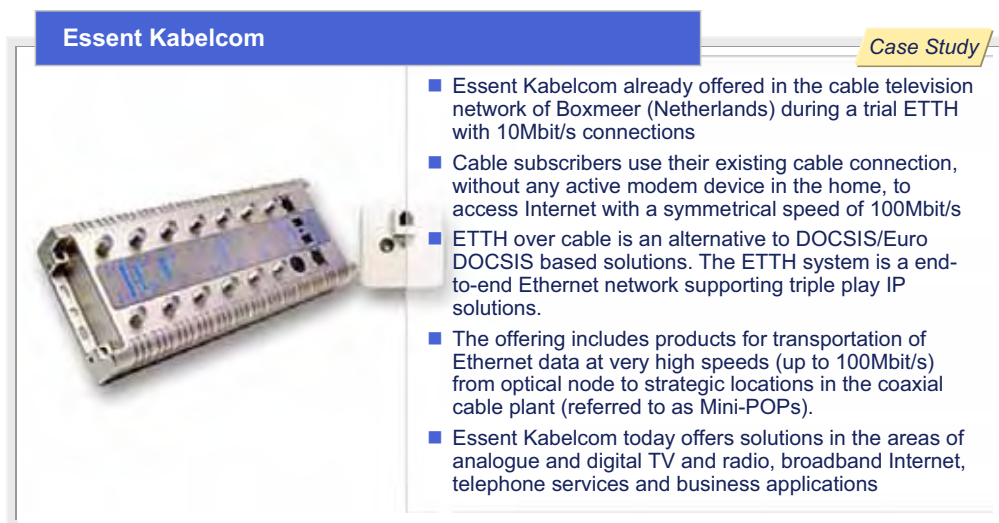 Essent Kabelcom
Case Study
■ Essent Kabelcom already offered in the cable television
network of Boxmeer (Netherlands) during a trial ETTH
with 10Mbit/s connections
■ Cable subscribers use their existing cable connection,
without any active modem device in the home, to
access Internet with a symmetrical speed of 100Mbit/s
■ ETTH over cable is an alternative to DOCSIS/Euro
DOCSIS based solutions. The ETTH system is a end-
to-end Ethernet network supporting triple play IP
solutions.
■ The offering includes products for transportation of
Ethernet data at very high speeds (up to 100Mbit/s)
from optical node to strategic locations in the coaxial
cable plant (referred to as Mini-POPs).
■ Essent Kabelcom today offers solutions in the areas of
analogue and digital TV and radio, broadband Internet,
telephone services and business applications